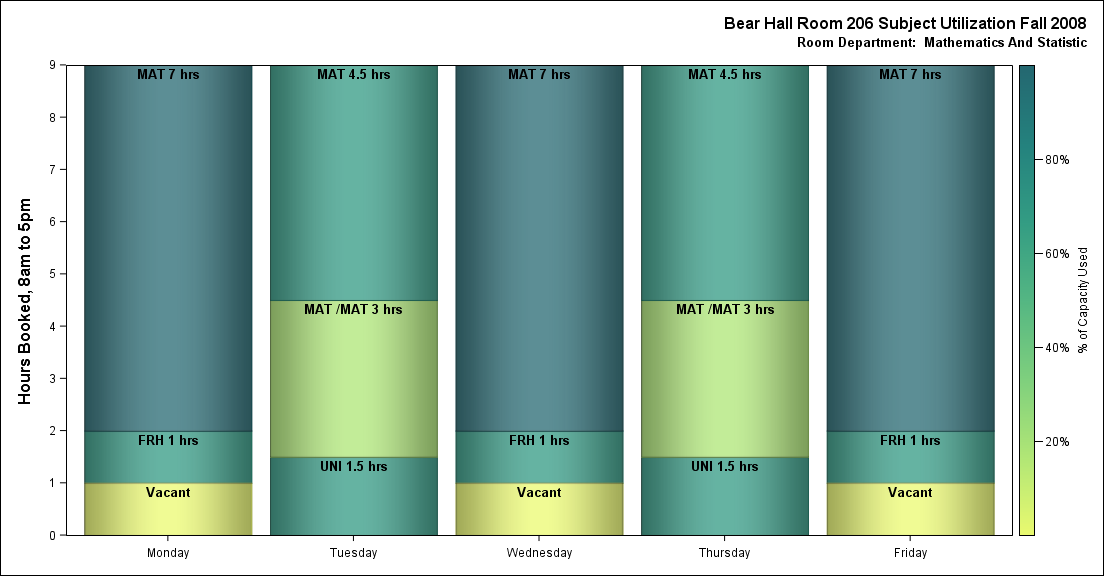 Bear Hall Room 206 Subject Utilization Fall 2008
Room Department: Mathematics And Statistic
Hours Booked, 8am to 5pm
9
8
7
6
5
4
3
2
1
0
MAT 7 hrs
FRH 1 hrs
Vacant
MAT 4.5 hrs
MAT /MAT 3 hrs
UNI 1.5 hrs
MAT 7 hrs
FRH 1 hrs
Vacant
MAT 4.5 hrs
MAT /MAT 3 hrs
UNI 1.5 hrs
MAT 7 hrs
FRH 1 hrs
Vacant
Monday
Tuesday
Wednesday
Thursday
Friday
80%
60%
40%
20%
% of Capacity Used